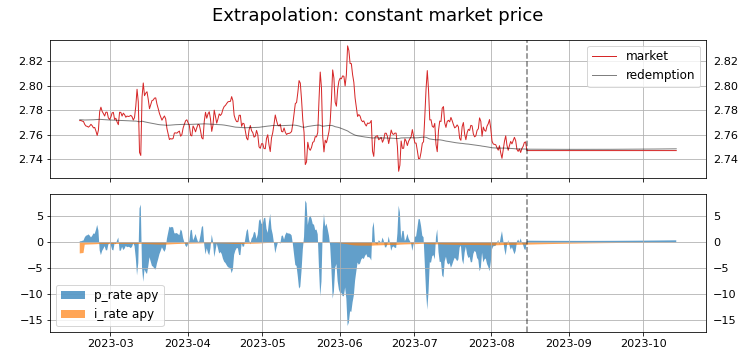 Extrapolation: constant market price
2.82 2.82
2.80 2.80
2.78 2.78
2.76 2.76
2.74 2.74
market
redemption
5 5
0 0
−5 −5
−10 −10
−15 −15
p_rate apy
i_rate apy
2023-03 2023-04 2023-05 2023-06 2023-07 2023-08 2023-09 2023-10